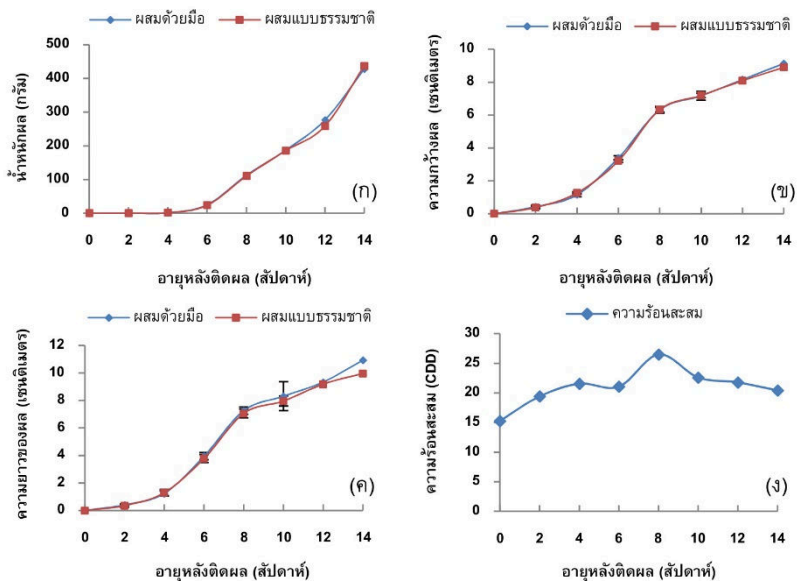 ผสมด้วยมือ ผสมแบบธรรมชาติ
500
400
300
200
100
0
น้ำหนักผล (กรัม)
(ก)
0 2 4 6 8 10 12 14
อายุหลังติดผล (สัปดาห์)
ผสมด้วยมือ ผสมแบบธรรมชาติ
10
8
6
4
2
0
ความกว้างผล (เซนติเมตร)
(ข)
0 2 4 6 8 10 12 14
อายุหลังติดผล (สัปดาห์)
ผสมด้วยมือ ผสมแบบธรรมชาติ
12
10
8
6
4
2
0
ความยาวของผล (เซนติเมตร)
(ค)
0 2 4 6 8 10 12 14
อายุหลังติดผล (สัปดาห์)
ความร้อนสะสม
30
25
20
15
10
5
0
ความร้อนสะสม (CDD)
(ง)
0 2 4 6 8 10 12 14
อายุหลังติดผล (สัปดาห์)